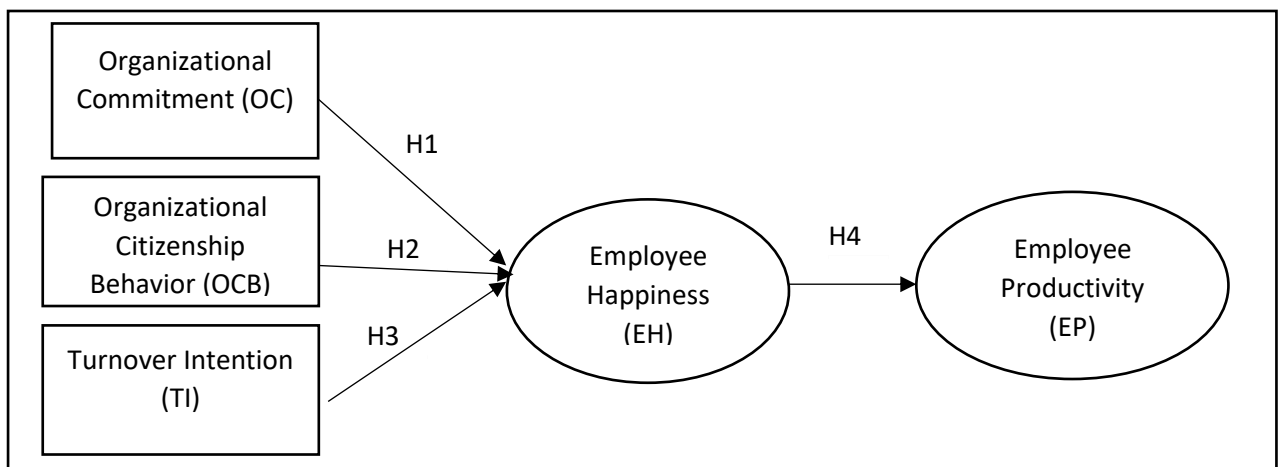 Organizational
Commitment (OC)
H1
Organizational
Citizenship
Behavior (OCB)
H2
Turnover Intention
(TI)
H3
Employee
Happiness
(EH)
H4
Employee
Productivity
(EP)